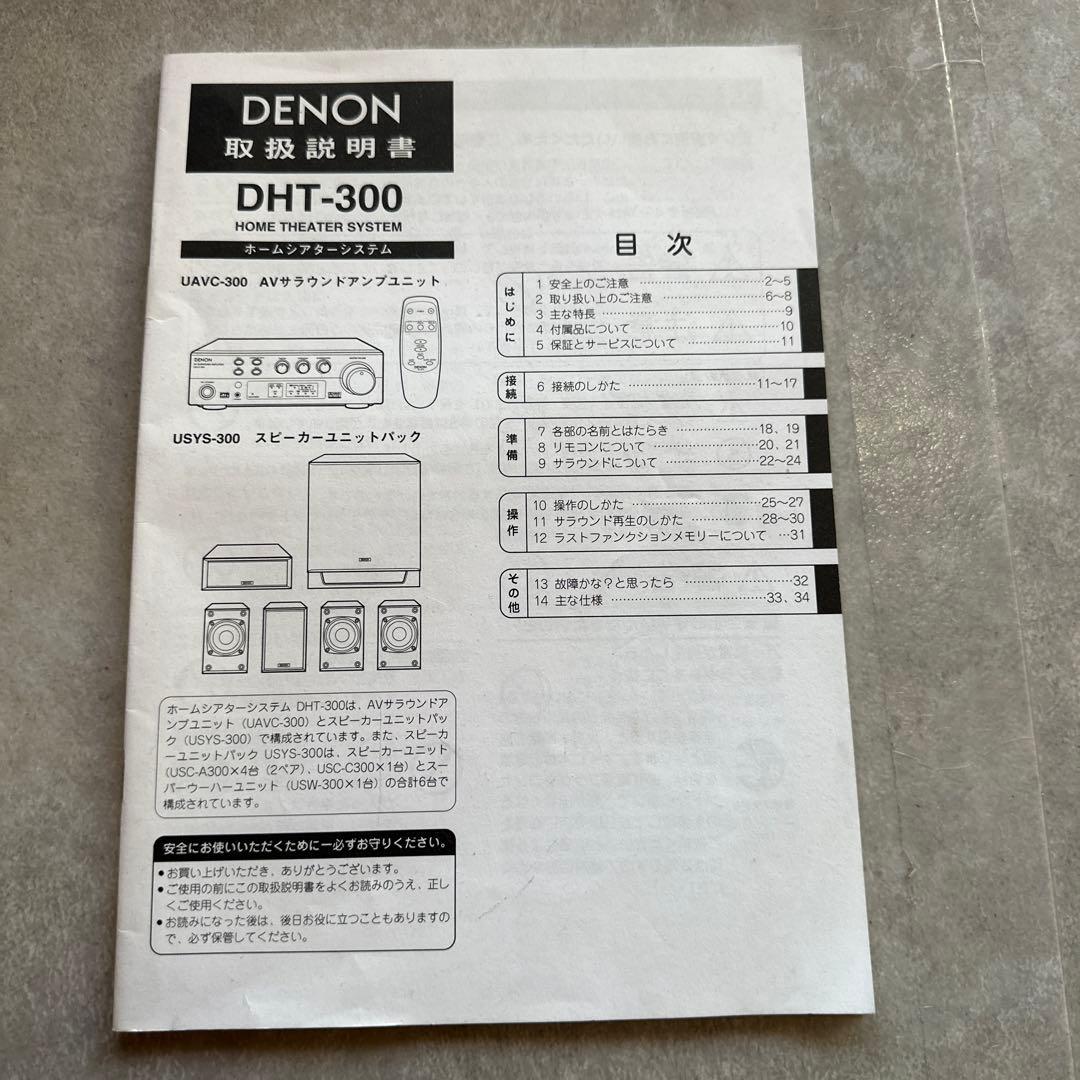 DENON
取扱説明書
DHT-300
HOME THEATER SYSTEM
ホームシアターシステム
UAVC-300 AVサラウンドアンプユニット
DENON
DENON
USYS-300 スピーカーユニットパック
ホームシアターシステム DHT-300は、AVサラウンドア
ンプユニット（UAVC-300）とスピーカーユニットパッ
ク（USYS-300）で構成されています。また、スピーカ
ーユニットパック USYS-300は、スピーカーユニット
（USC-A300×4台（2ペア）、USC-C300×1台）とスー
パーウーハーユニット（USW-300×1台）の合計6台で
構成されています。
安全にお使いいただくために―必ずお守りください。
●お買い上げいただき、ありがとうございます。
●ご使用の前にこの取扱説明書をよくお読みのうえ、正し
くご使用ください。
●お読みになった後は、後日お役に立つこともありますの
で、必ず保管してください。
目次
はじめに
1 安全上のご注意 ……………………2〜5
2 取り扱い上のご注意 ………………6〜8
3 主な特長 ……………………………9
4 付属品について ……………………10
5 保証とサービスについて ……………11
接続
6 接続のしかた ……………………11〜17
準備
7 各部の名前とはたらき ……………18、19
8 リモコンについて …………………20、21
9 サラウンドについて ………………22〜24
操作
10 操作のしかた ……………………25〜27
11 サラウンド再生のしかた …………28〜30
12 ラストファンクションメモリーについて …31
その他
13 故障かな？と思ったら ………………32
14 主な仕様 …………………………33、34